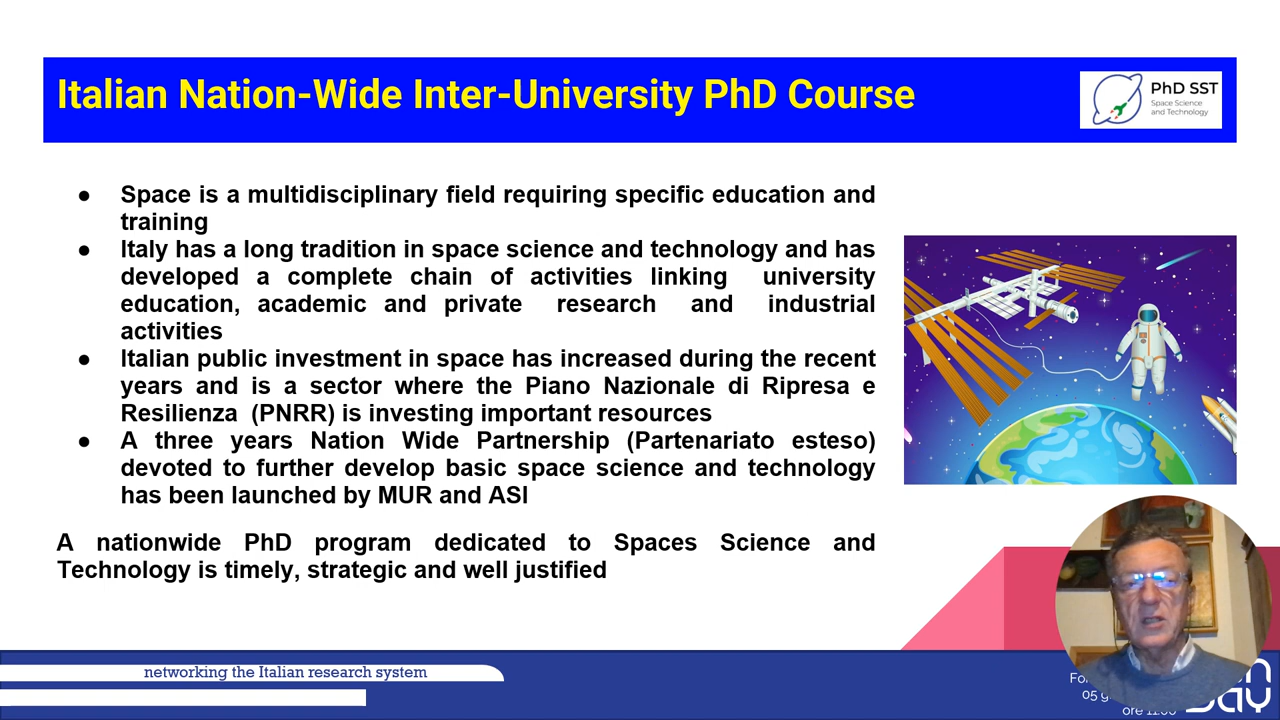 Italian Nation-Wide Inter-University PhD Course
PhD SST
Space Science
and Technology
● Space is a multidisciplinary field requiring specific education and
training
● Italy has a long tradition in space science and technology and has
developed a complete chain of activities linking university
education, academic and private research and industrial
activities
● Italian public investment in space has increased during the recent
years and is a sector where the Piano Nazionale di Ripresa e
Resilienza (PNRR) is investing important resources
● A three years Nation Wide Partnership (Partenariato esteso)
devoted to further develop basic space science and technology
has been launched by MUR and ASI
A nationwide PhD program dedicated to Spaces Science and
Technology is timely, strategic and well justified
networking the Italian research system
05
ore